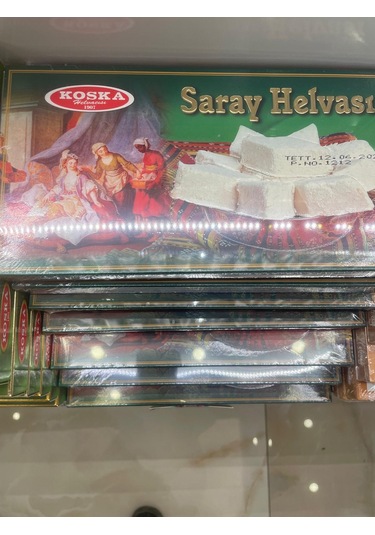 KOSKA
Helvacısı
1907
Saray Helvası
TETT:12.06.202
P.NO:1212